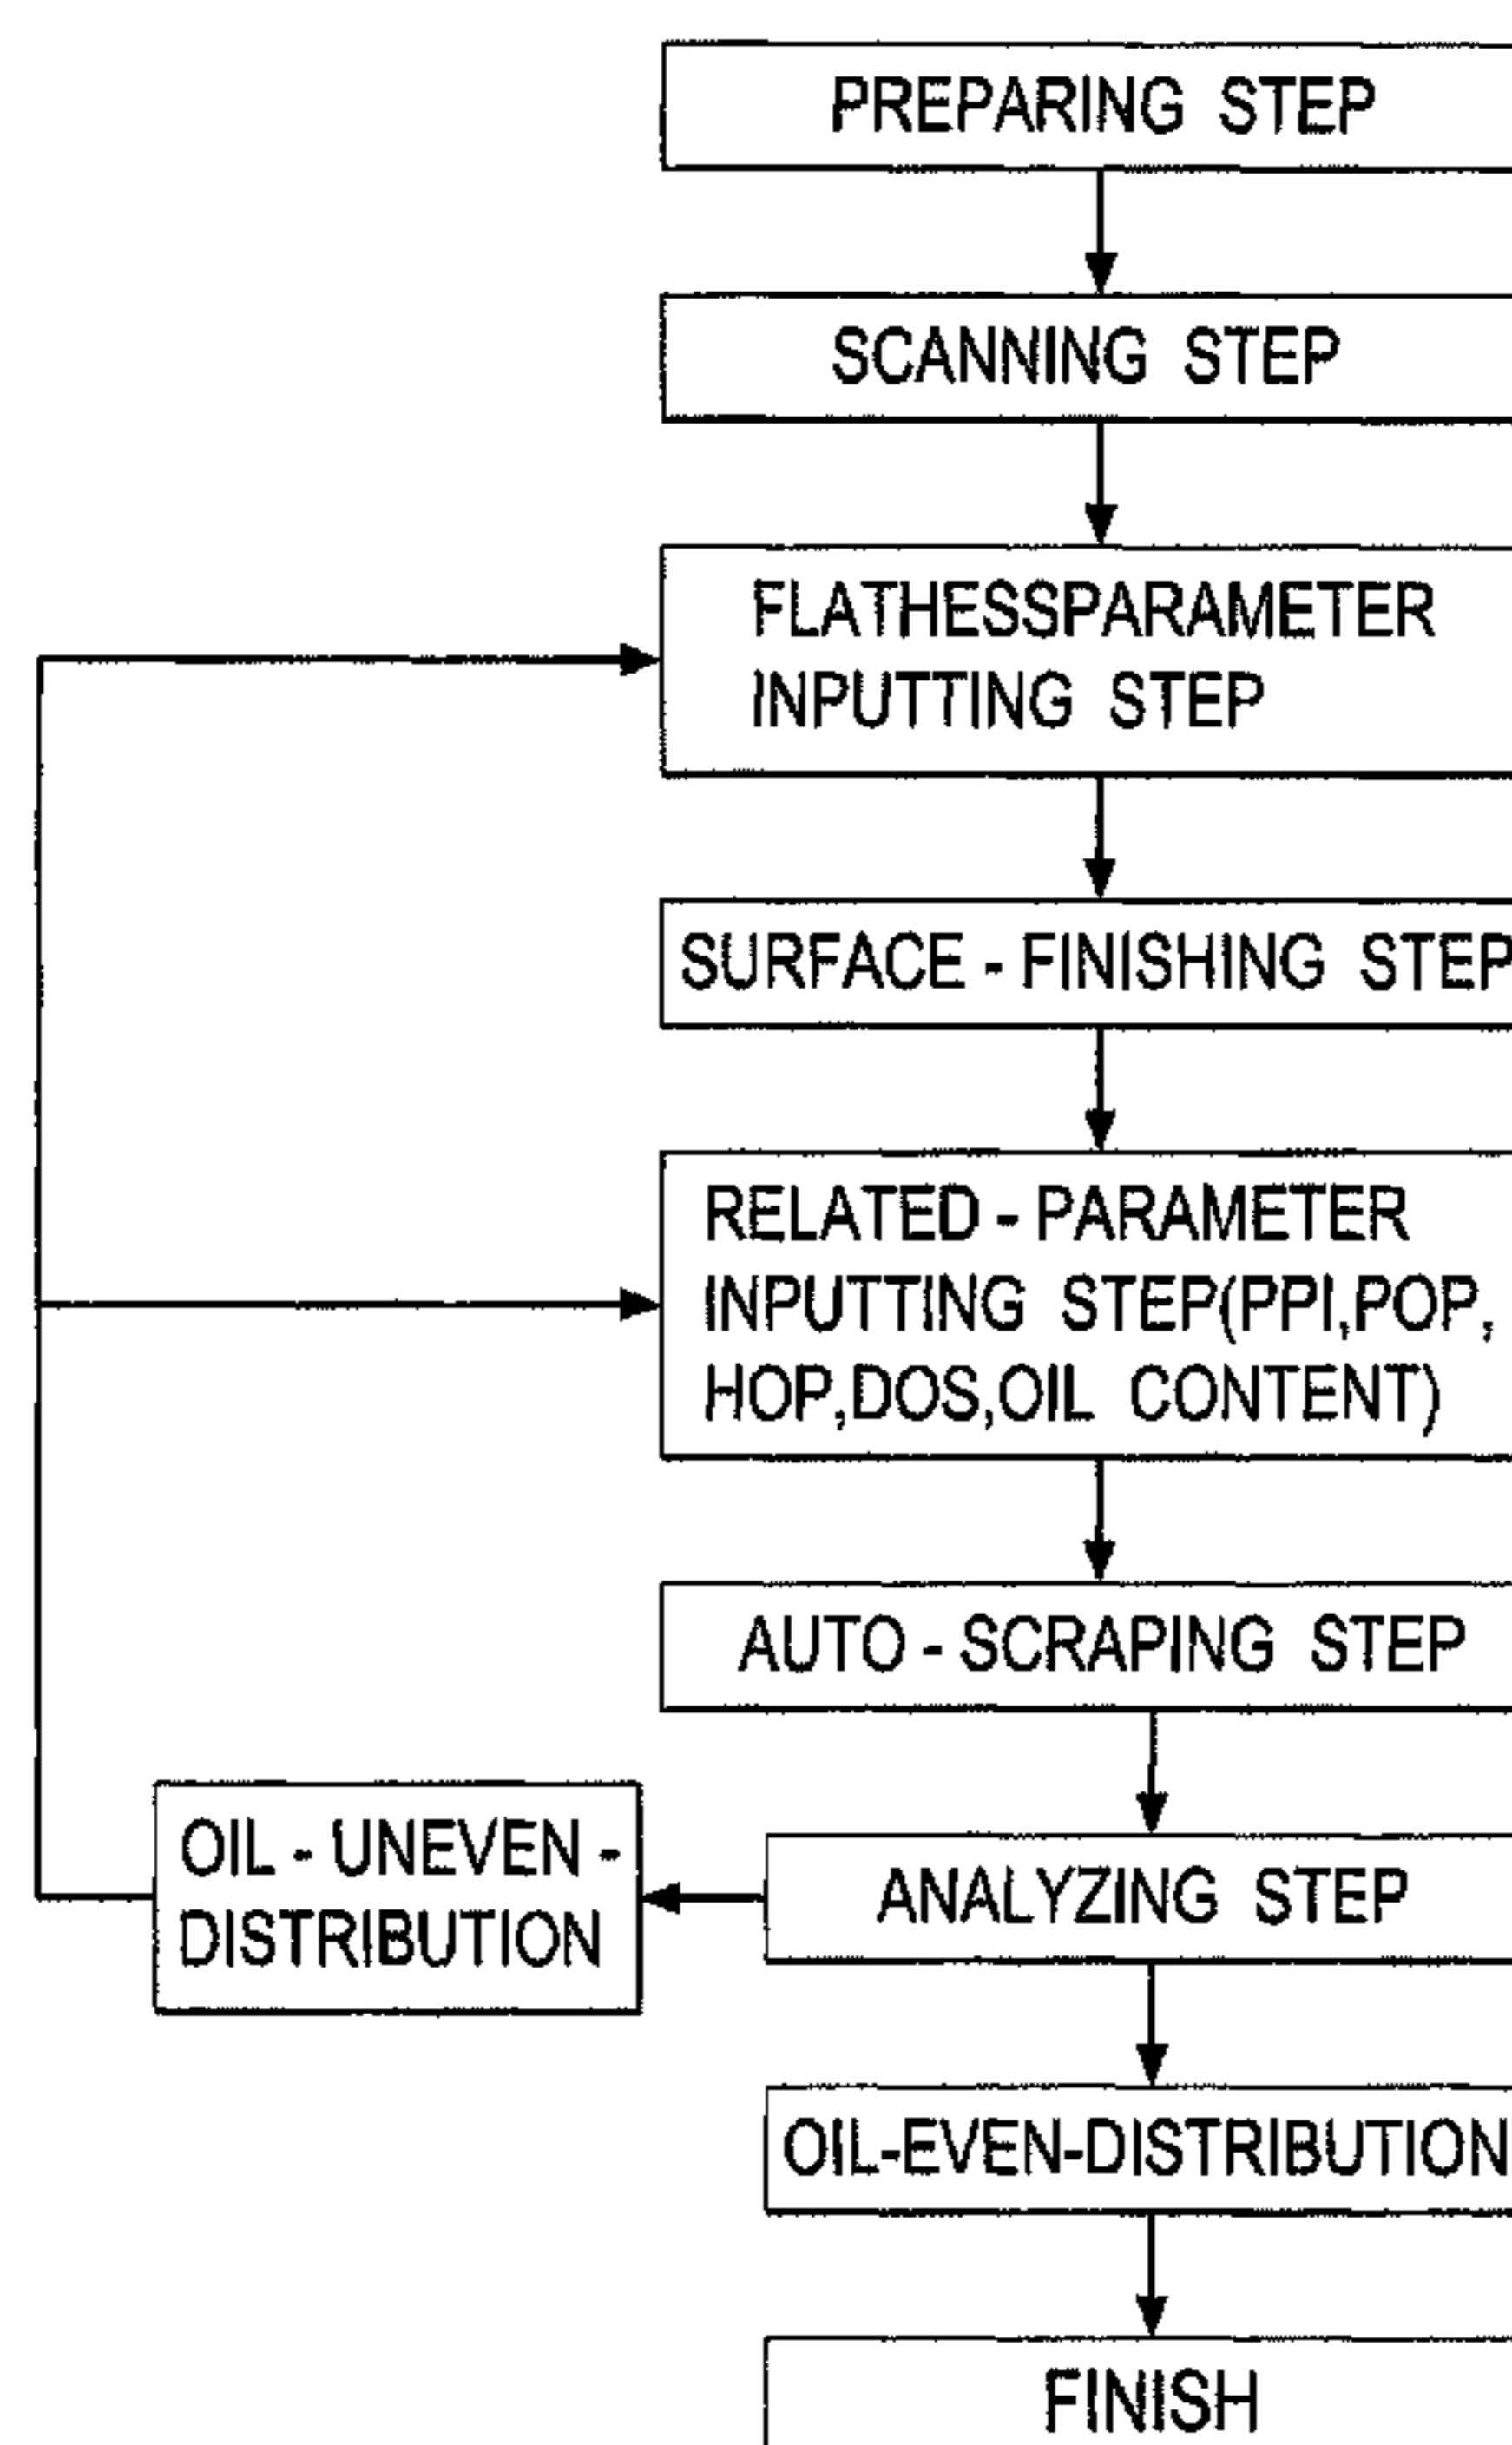 PREPARING STEP
SCANNING STEP
FLATHESSPARAMETER
INPUTTING STEP
SURFACE - FINISHING STEP
RELATED - PARAMETER
INPUTTING STEP(PPI,POP,
HOP,DOS,OIL CONTENT)
AUTO - SCRAPING STEP
OIL - UNEVEN -
DISTRIBUTION
ANALYZING STEP
OIL-EVEN-DISTRIBUTION
FINISH